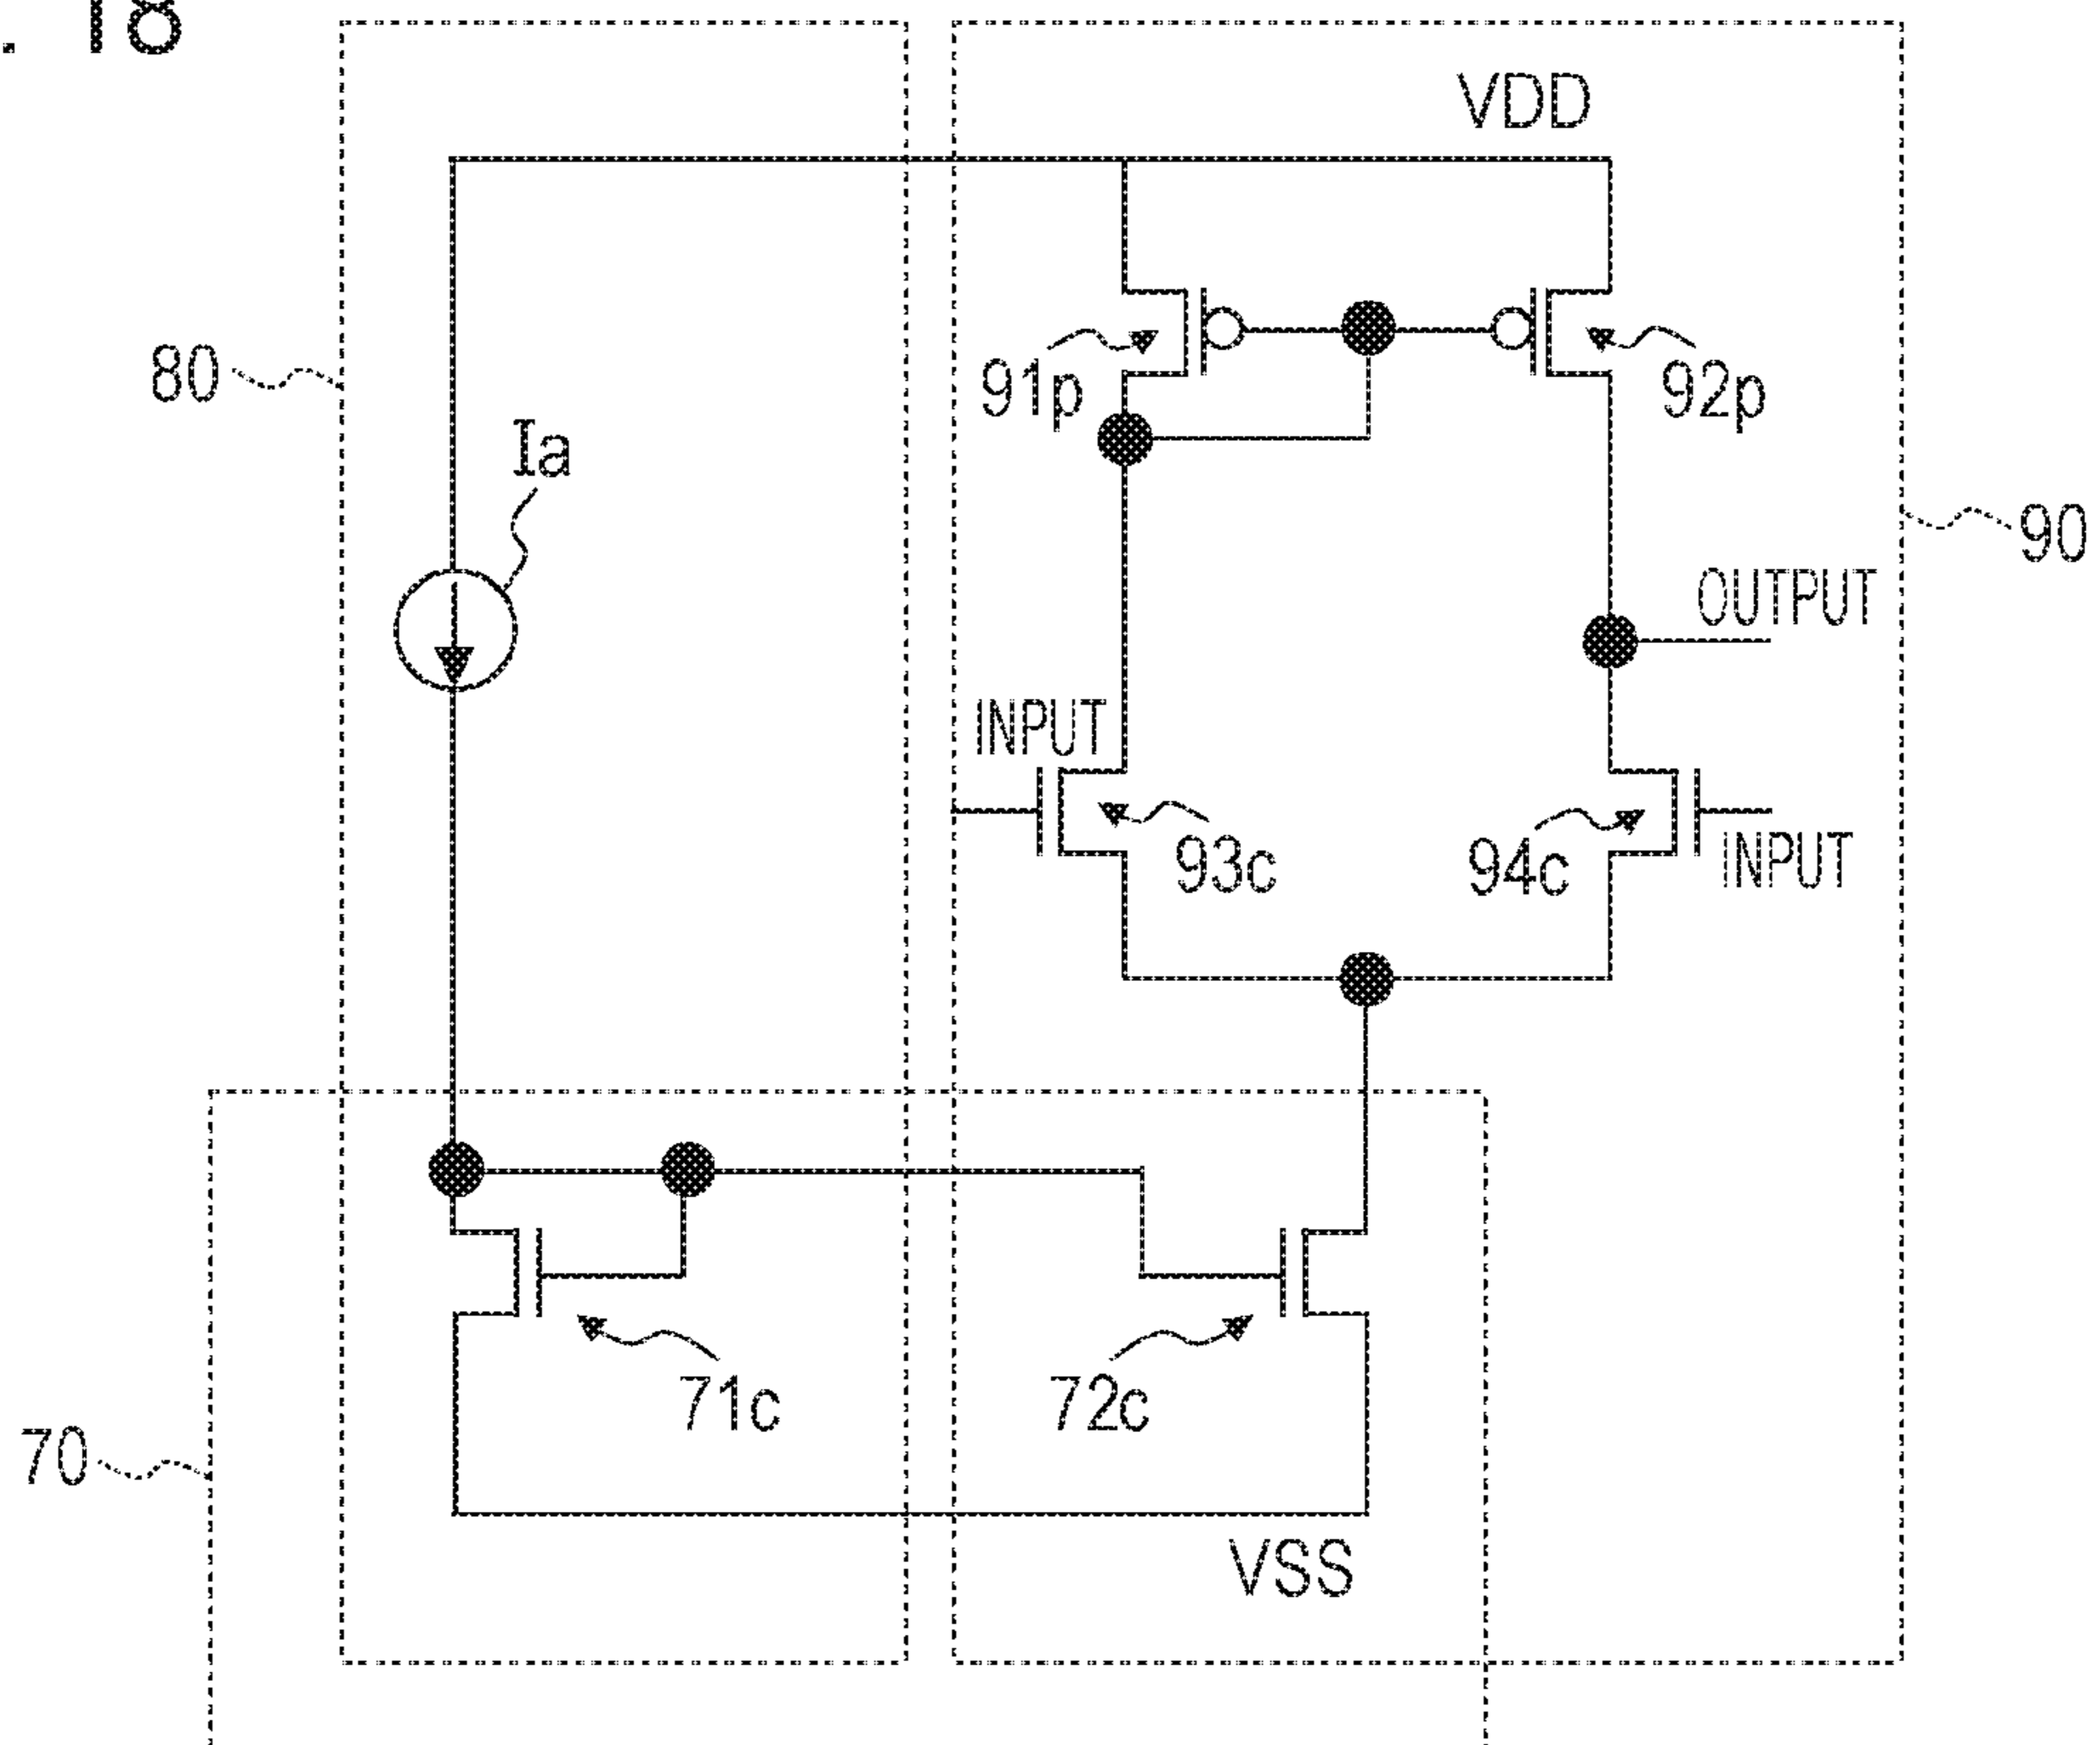 . 18
VDD
80
91p
92p
Ia
90
OUTPUT
INPUT
93c
94c
INPUT
71c
72c
70
VSS